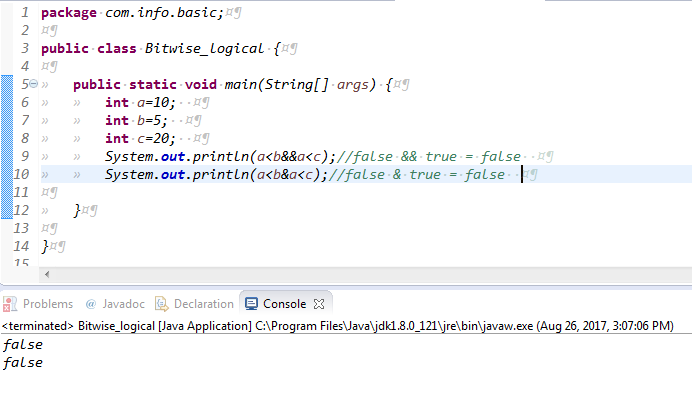 1 package com.info.basic;¤¶
2 ¤¶
3 public class Bitwise_logical {¤¶
4 ¤¶
5 » public static void main(String[] args) {¤¶
6 » » int a=10; ··¤¶
7 » » int b=5; ··¤¶
8 » » int c=20; ··¤¶
9 » » System.out.println(a<b&&a<c);//false && true = false ··¤¶
10 » » System.out.println(a<b&a<c);//false & true = false ··¤¶
11 ¤¶
12 » }¤¶
13 ¤¶
14 }¤¶
15
Problems @ Javadoc Declaration Console
<terminated> Bitwise_logical [Java Application] C:\Program Files\Java\jdk1.8.0_121\jre\bin\javaw.exe (Aug 26, 2017, 3:07:06 PM)
false
false